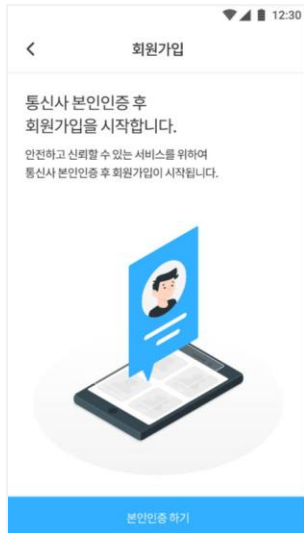 12:30
회원가입
통신사 본인인증 후
회원가입을 시작합니다.
안전하고 신뢰할 수 있는 서비스를 위하여
통신사 본인인증 후 회원가입이 시작됩니다.
본인인증 하기